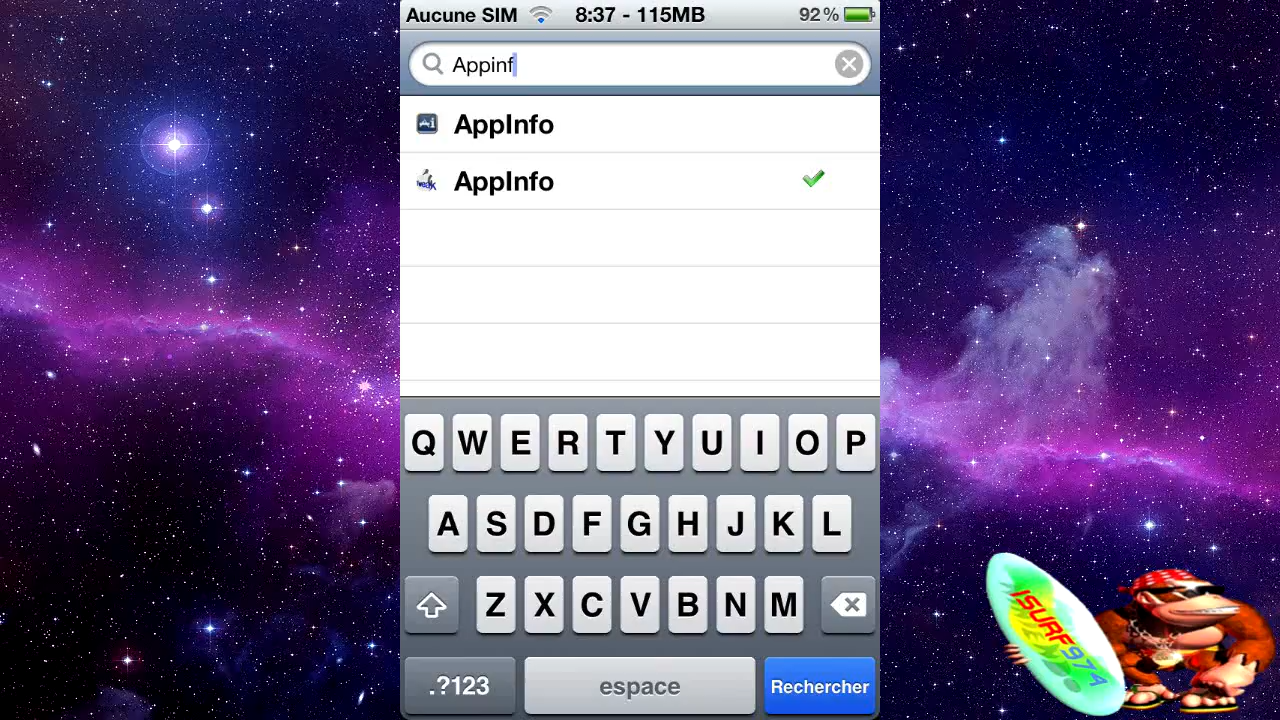 Aucune SIM 8:37 - 115MB 92%
Appinf
AppInfo
AppInfo
Q W E R T Y U I O P
A S D F G H J K L
Z X C V B N M
.?123 espace Rechercher
ISURF974